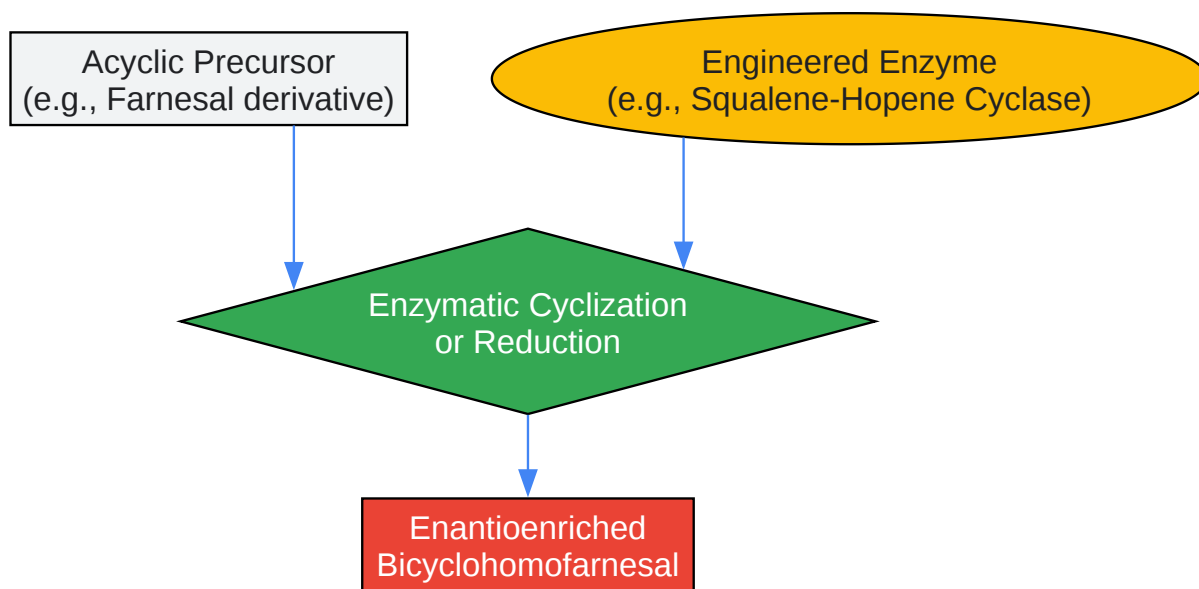 Acyclic Precursor
(e.g., Farnesal derivative)
Engineered Enzyme
(e.g., Squalene-Hopene Cyclase)
Enzymatic Cyclization
or Reduction
Enantioenriched
Bicyclohomofarnesal